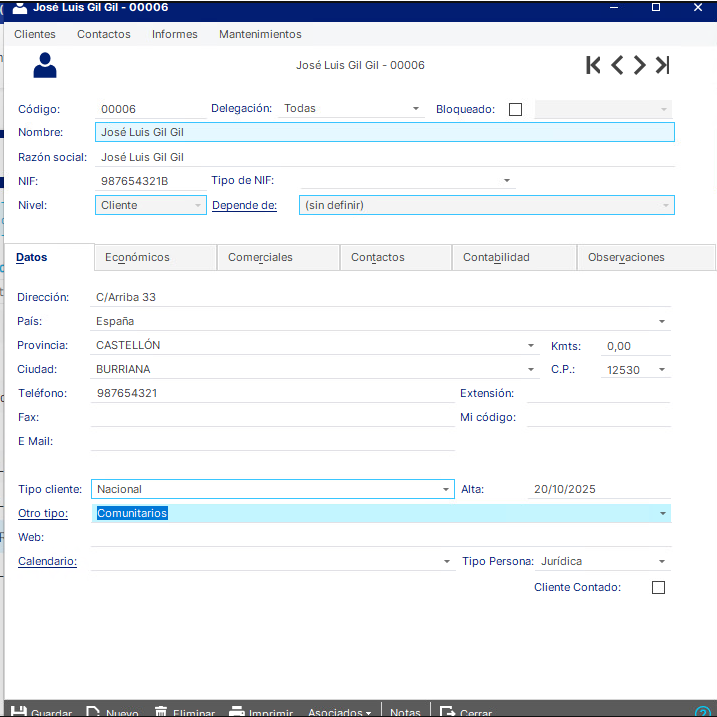 José Luis Gil Gil - 00006
Clientes Contactos Informes Mantenimientos
José Luis Gil Gil - 00006
Código: 00006 Delegación: Todas Bloqueado:
Nombre: José Luis Gil Gil
Razón social: José Luis Gil Gil
NIF: 987654321B Tipo de NIF:
Nivel: Cliente Depende de: (sin definir)
Datos Económicos Comerciales Contactos Contabilidad Observaciones
Dirección: C/Arriba 33
País: España
Provincia: CASTELLÓN Kmts: 0,00
Ciudad: BURRIANA C.P.: 12530
Teléfono: 987654321 Extensión:
Fax: Mi código:
E Mail:
Tipo cliente: Nacional Alta: 20/10/2025
Otro tipo: Comunitarios
Web:
Calendario: Tipo Persona: Jurídica
Cliente Contado:
Guardar Nuevo Eliminar Imprimir Asociados Notas Cerrar ?